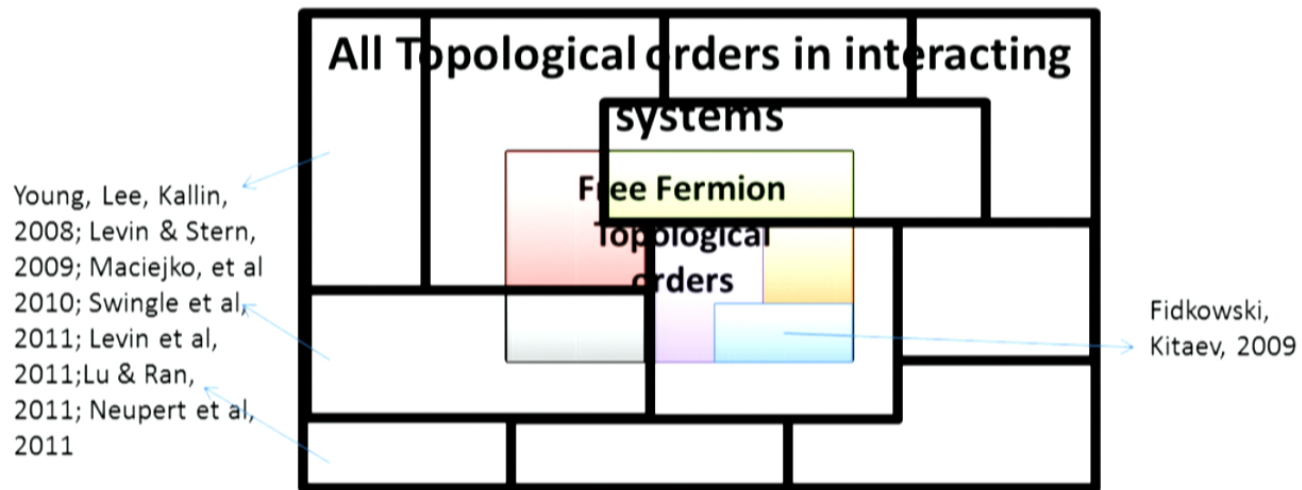 All Topological orders in interacting
systems
Free Fermion
Topological
orders
Young, Lee, Kallin,
2008; Levin & Stern,
2009; Maciejko, et al
2010; Swingle et al,
2011; Levin et al,
2011;Lu & Ran,
2011; Neupert et al,
2011
Fidkowski,
Kitaev, 2009